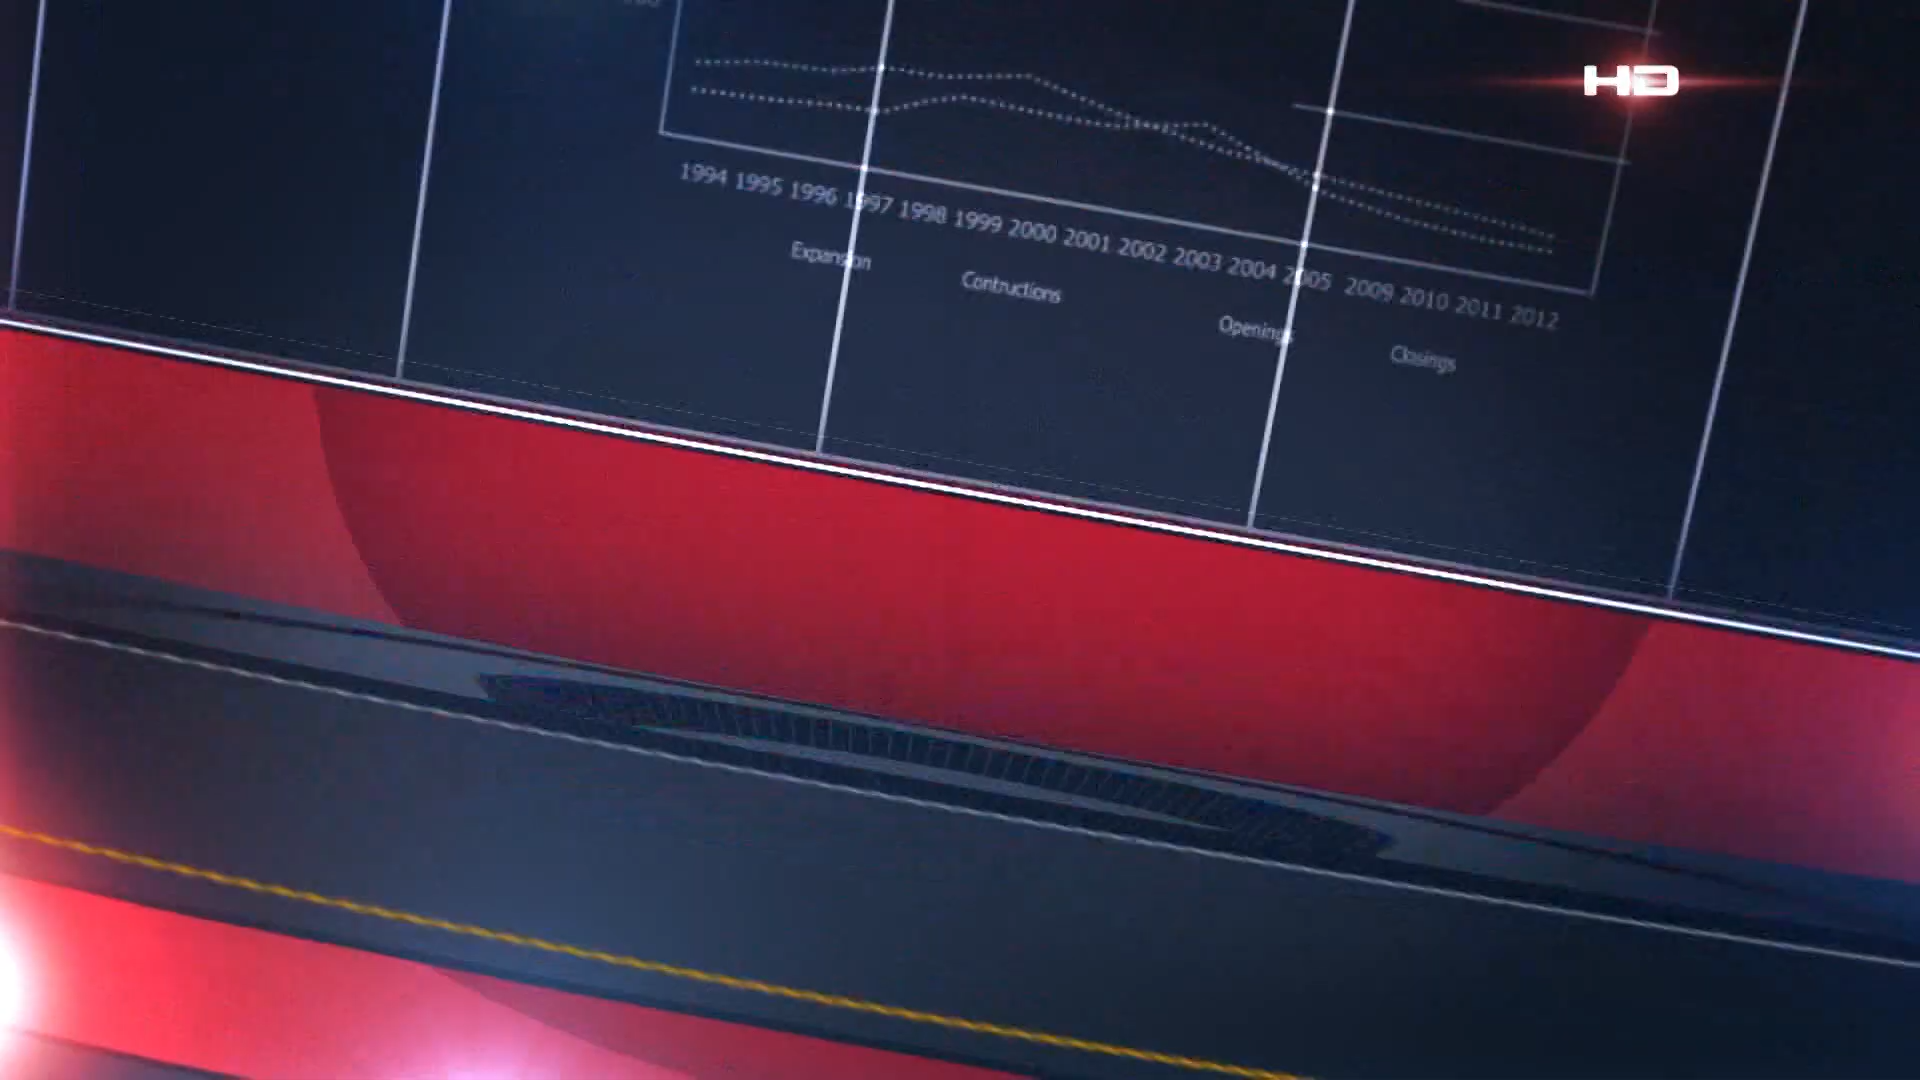 HD
1994 1995 1996 1997 1998 1999 2000 2001 2002 2003 2004 2005 2009 2010 2011 2012
Expansion Contructions Openings Closings